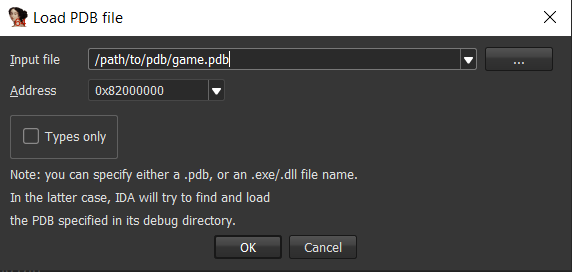 Load PDB file
Input file /path/to/pdb/game.pdb ...
Address 0x82000000
Types only
Note: you can specify either a .pdb, or an .exe/.dll file name.
In the latter case, IDA will try to find and load
the PDB specified in its debug directory.
OK Cancel